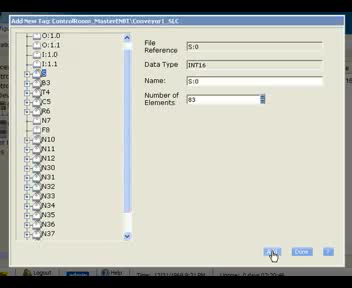 Add New Tag: ControlRoom_MasterENBT/Conveyor1_SLC
O:1.0
O:1.1
I:1.0
I:1.1
S
B3
T4
C5
R6
N7
F8
N10
N11
N12
N30
N31
N32
N33
N34
N35
N36
N37
File
Reference
S:0
Data Type
INT16
Name:
S:0
Number of
Elements
83
Add
Done
?
Logout
Help